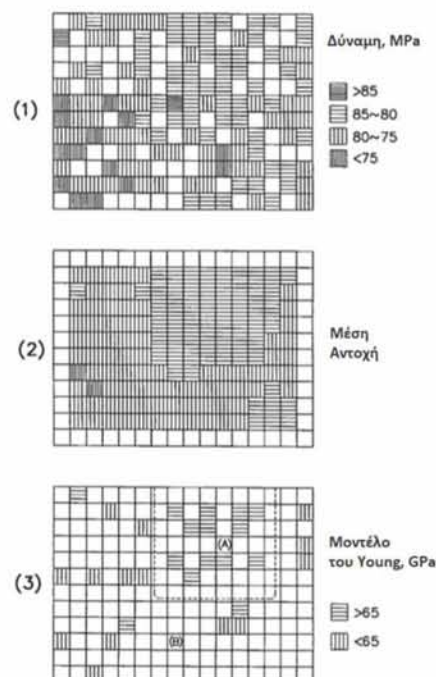 (1)
Δύναμη, MPa
>85
85~80
80~75
<75
(2)
Μέση
Αντοχή
(3)
(A)
(B)
Μοντέλο
του Young, GPa
>65
<65